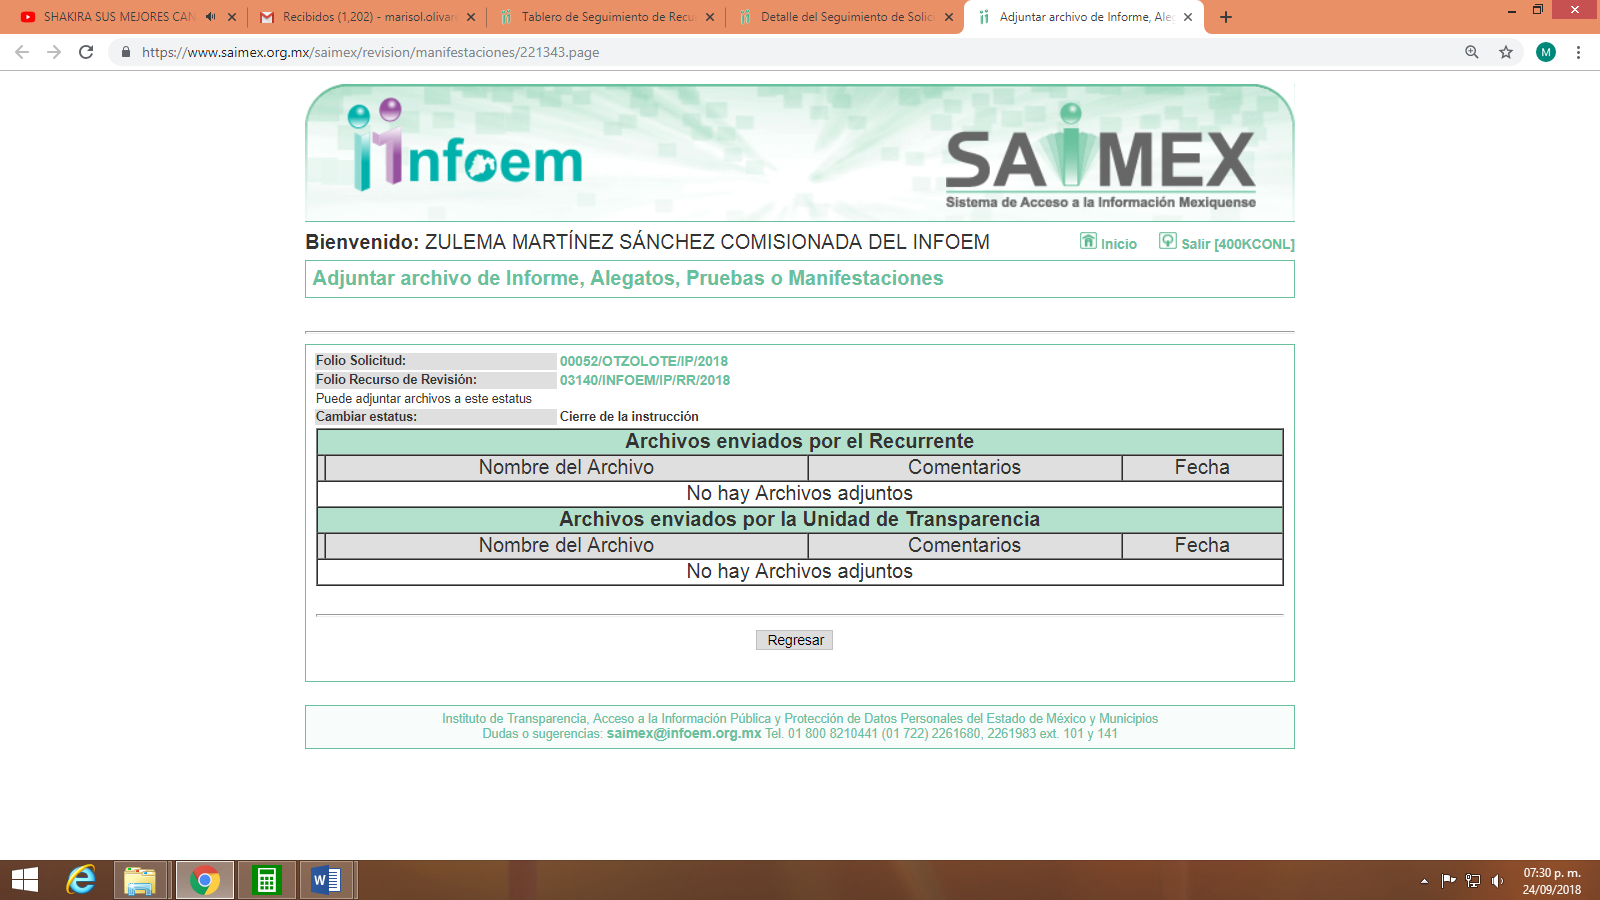 SHAKIRA SUS MEJORES CAN
Recibidos (1,202) - marisol.olivar
Tablero de Seguimiento de Recu
Detalle del Seguimiento de Solic
Adjuntar archivo de Informe, Ale
https://www.saimex.org.mx/saimex/revision/manifestaciones/221343.page
M
infoem
SAIMEX
Sistema de Acceso a la Información Mexiquense
Bienvenido: ZULEMA MARTÍNEZ SÁNCHEZ COMISIONADA DEL INFOEM
Inicio
Salir [400KCONL]
Adjuntar archivo de Informe, Alegatos, Pruebas o Manifestaciones
Folio Solicitud: 00052/OTZOLOTE/IP/2018
Folio Recurso de Revisión: 03140/INFOEM/IP/RR/2018
Puede adjuntar archivos a este estatus
Cambiar estatus: Cierre de la instrucción
Archivos enviados por el Recurrente
Nombre del Archivo Comentarios Fecha
No hay Archivos adjuntos
Archivos enviados por la Unidad de Transparencia
Nombre del Archivo Comentarios Fecha
No hay Archivos adjuntos
Regresar
Instituto de Transparencia, Acceso a la Información Pública y Protección de Datos Personales del Estado de México y Municipios
Dudas o sugerencias: saimex@infoem.org.mx Tel. 01 800 8210441 (01 722) 2261680, 2261983 ext. 101 y 141
07:30 p. m.
24/09/2018